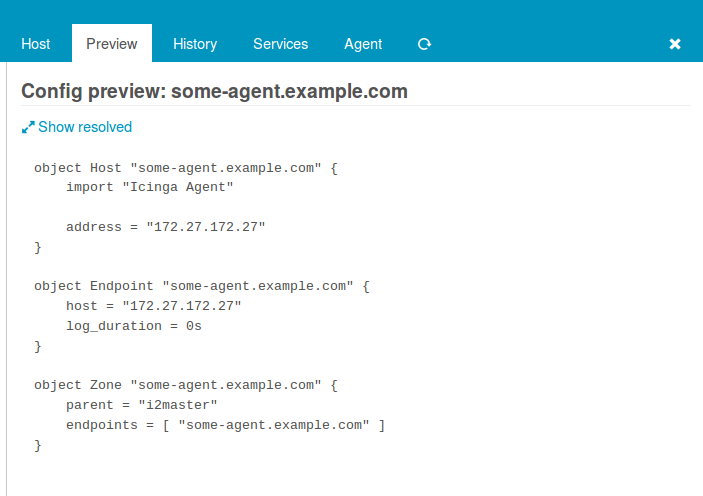 Host Preview History Services Agent
Config preview: some-agent.example.com
Show resolved
object Host "some-agent.example.com" {
    import "Icinga Agent"
    address = "172.27.172.27"
}
object Endpoint "some-agent.example.com" {
    host = "172.27.172.27"
    log_duration = 0s
}
object Zone "some-agent.example.com" {
    parent = "i2master"
    endpoints = [ "some-agent.example.com" ]
}